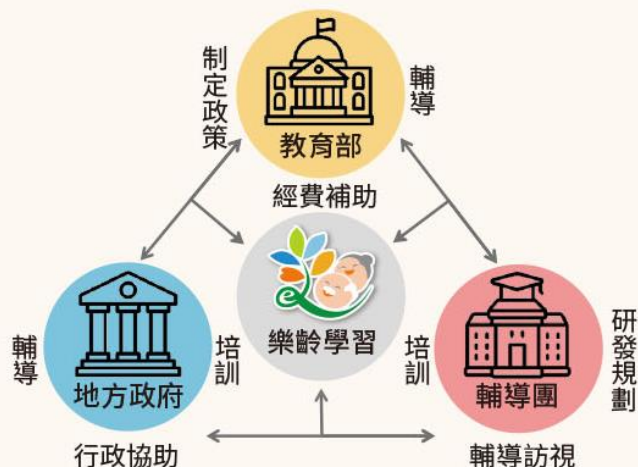 制定政策
輔導
教育部
經費補助
樂齡學習
輔導
地方政府
培訓
行政協助
培訓
輔導團
研發規劃
輔導訪視